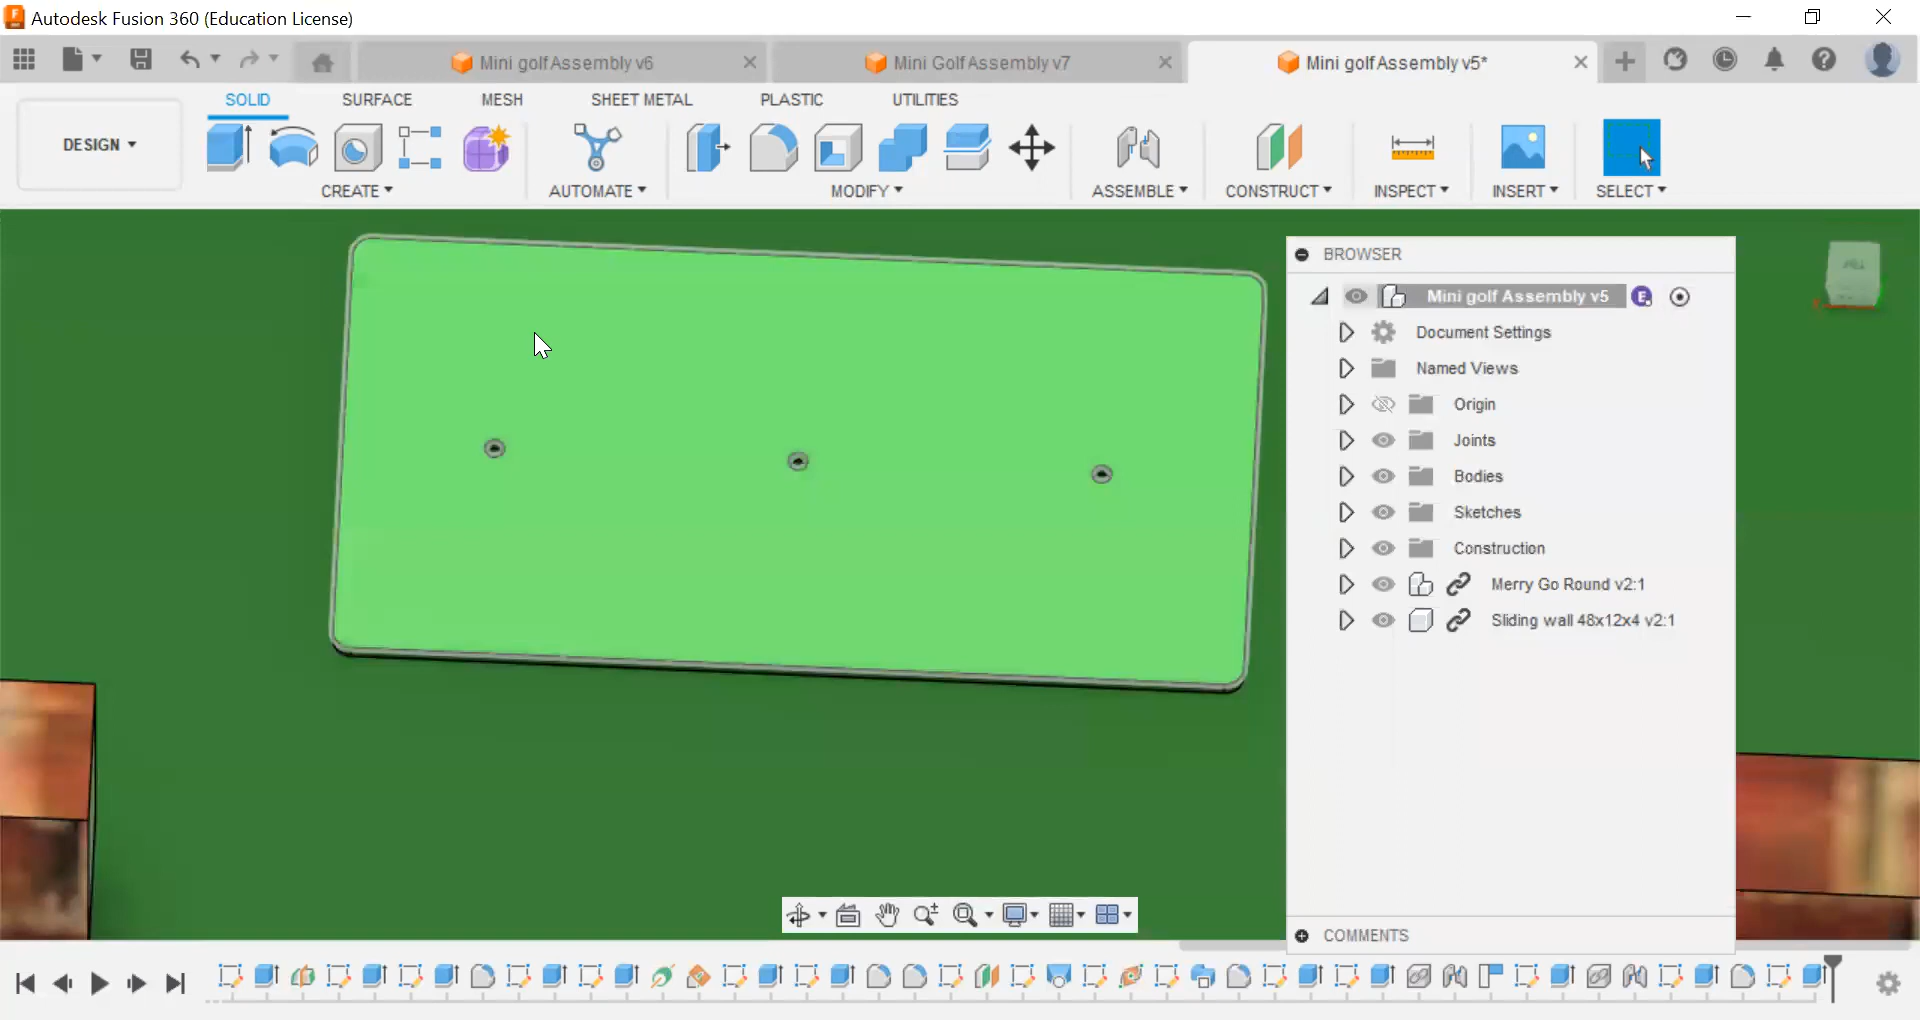 Autodesk Fusion 360 (Education License)
Mini golf Assembly v6
Mini Golf Assembly v7
Mini golf Assembly v5*
DESIGN
SOLID
SURFACE
MESH
SHEET METAL
PLASTIC
UTILITIES
CREATE
AUTOMATE
MODIFY
ASSEMBLE
CONSTRUCT
INSPECT
INSERT
SELECT
BROWSER
Mini golf Assembly v5
Document Settings
Named Views
Origin
Joints
Bodies
Sketches
Construction
Merry Go Round v2:1
Sliding wall 48x12x4 v2:1
COMMENTS